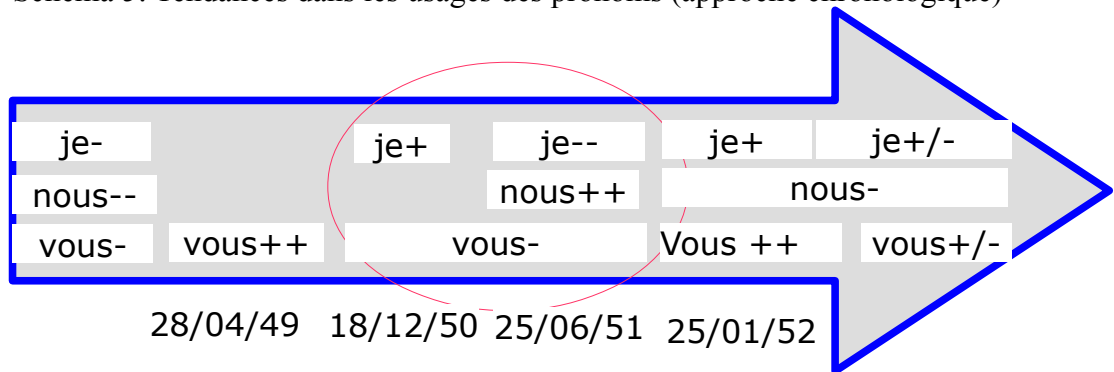 Schéma Tendances dans les usages des pronoms (approche chronologique)
je- je+ je-- je+ je+/-
nous-- nous++ nous-
vous- vous++ vous- Vous ++ vous+/-
28/04/49 18/12/50 25/06/51 25/01/52